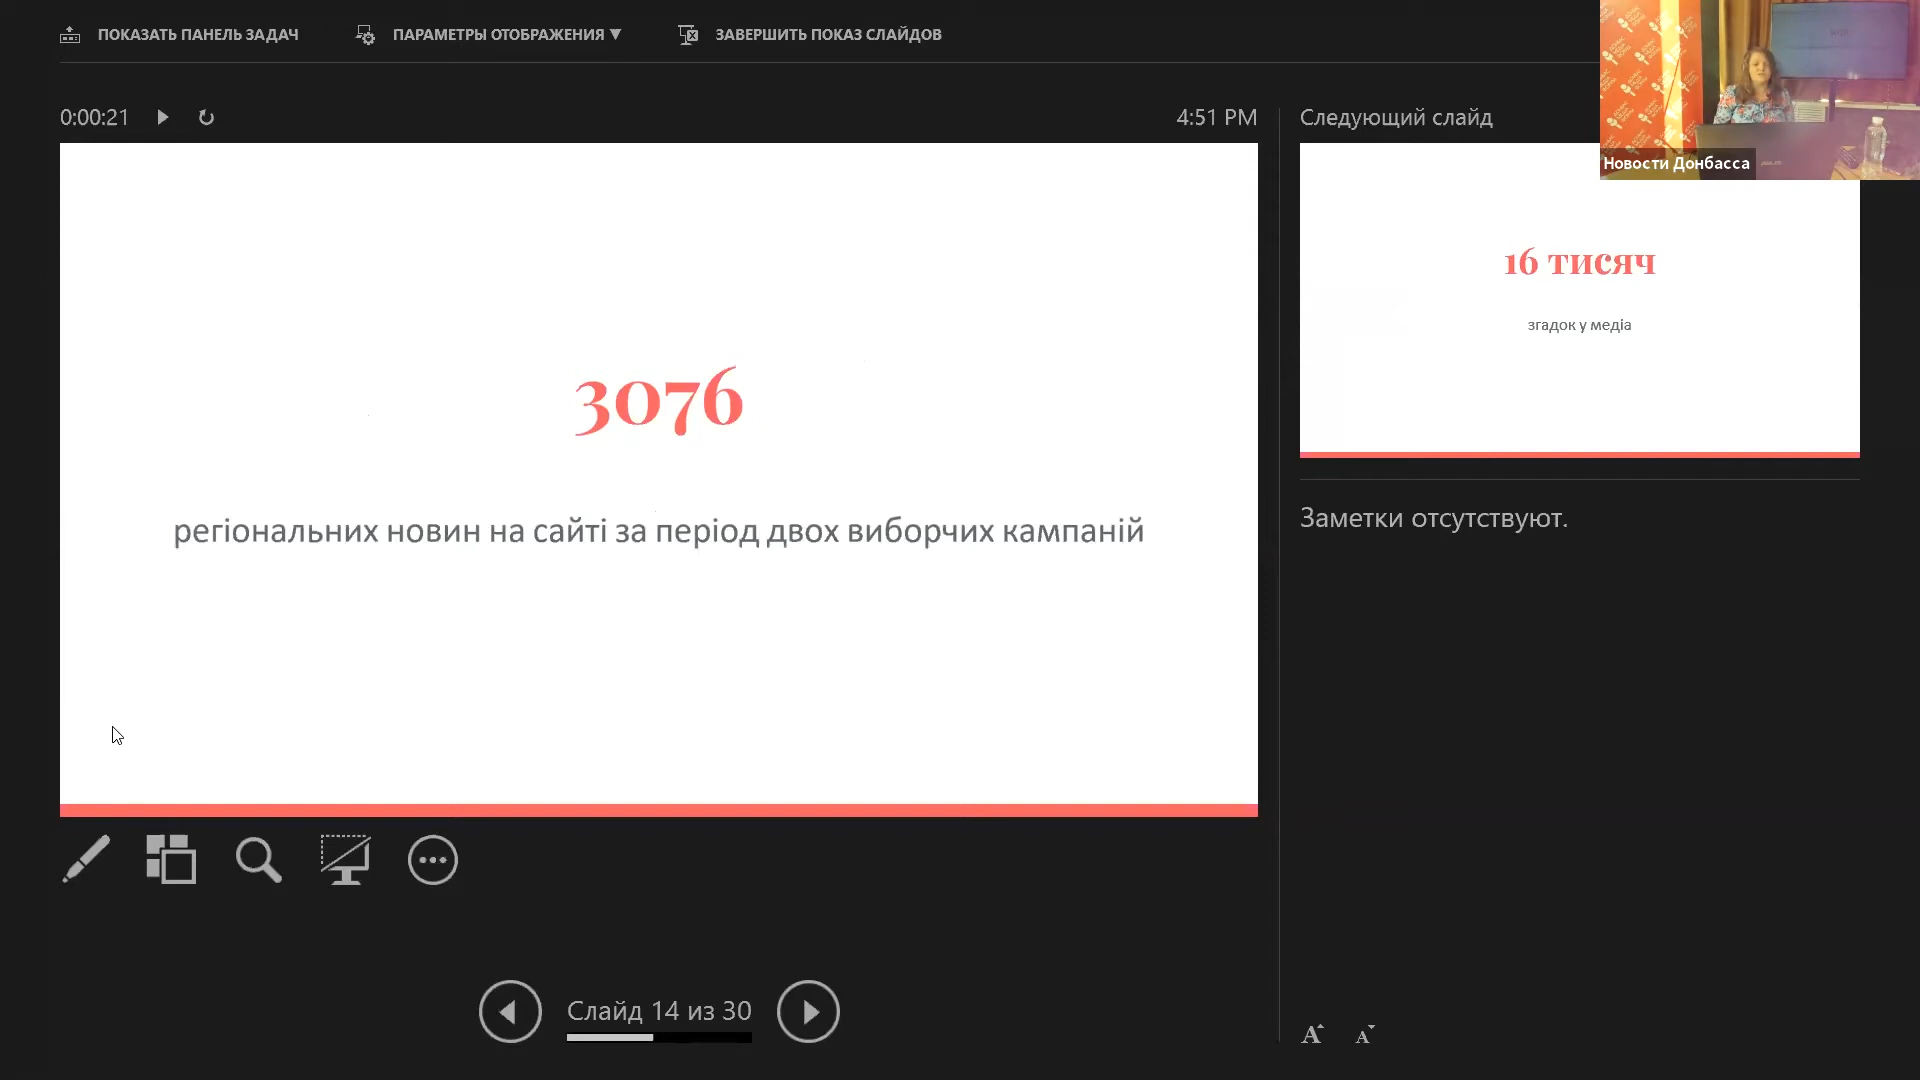 ПОКАЗАТЬ ПАНЕЛЬ ЗАДАЧ
ПАРАМЕТРЫ ОТОБРАЖЕНИЯ ▼
ЗАВЕРШИТЬ ПОКАЗ СЛАЙДОВ
Новости Донбасса
0:00:21
4:51 PM
Следующий слайд
3076
регіональних новин на сайті за період двох виборчих кампаній
16 тисяч
згадок у медіа
Заметки отсутствуют.
Слайд 14 из 30